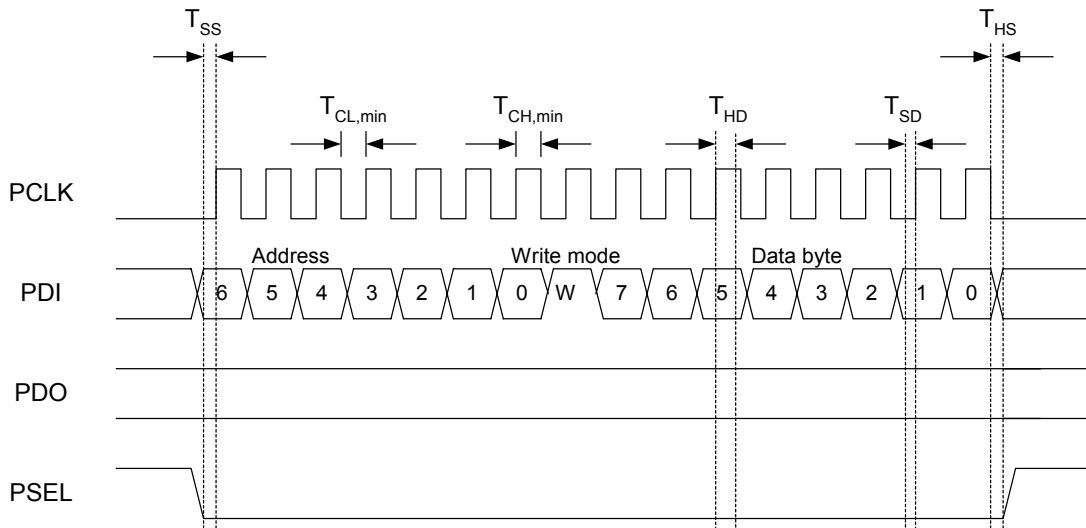 T_SS T_HS
T_CL,min T_CH,min T_HD T_SD
PCLK
Address Write mode Data byte
PDI 6 5 4 3 2 1 0 W 7 6 5 4 3 2 1 0
PDO
PSEL